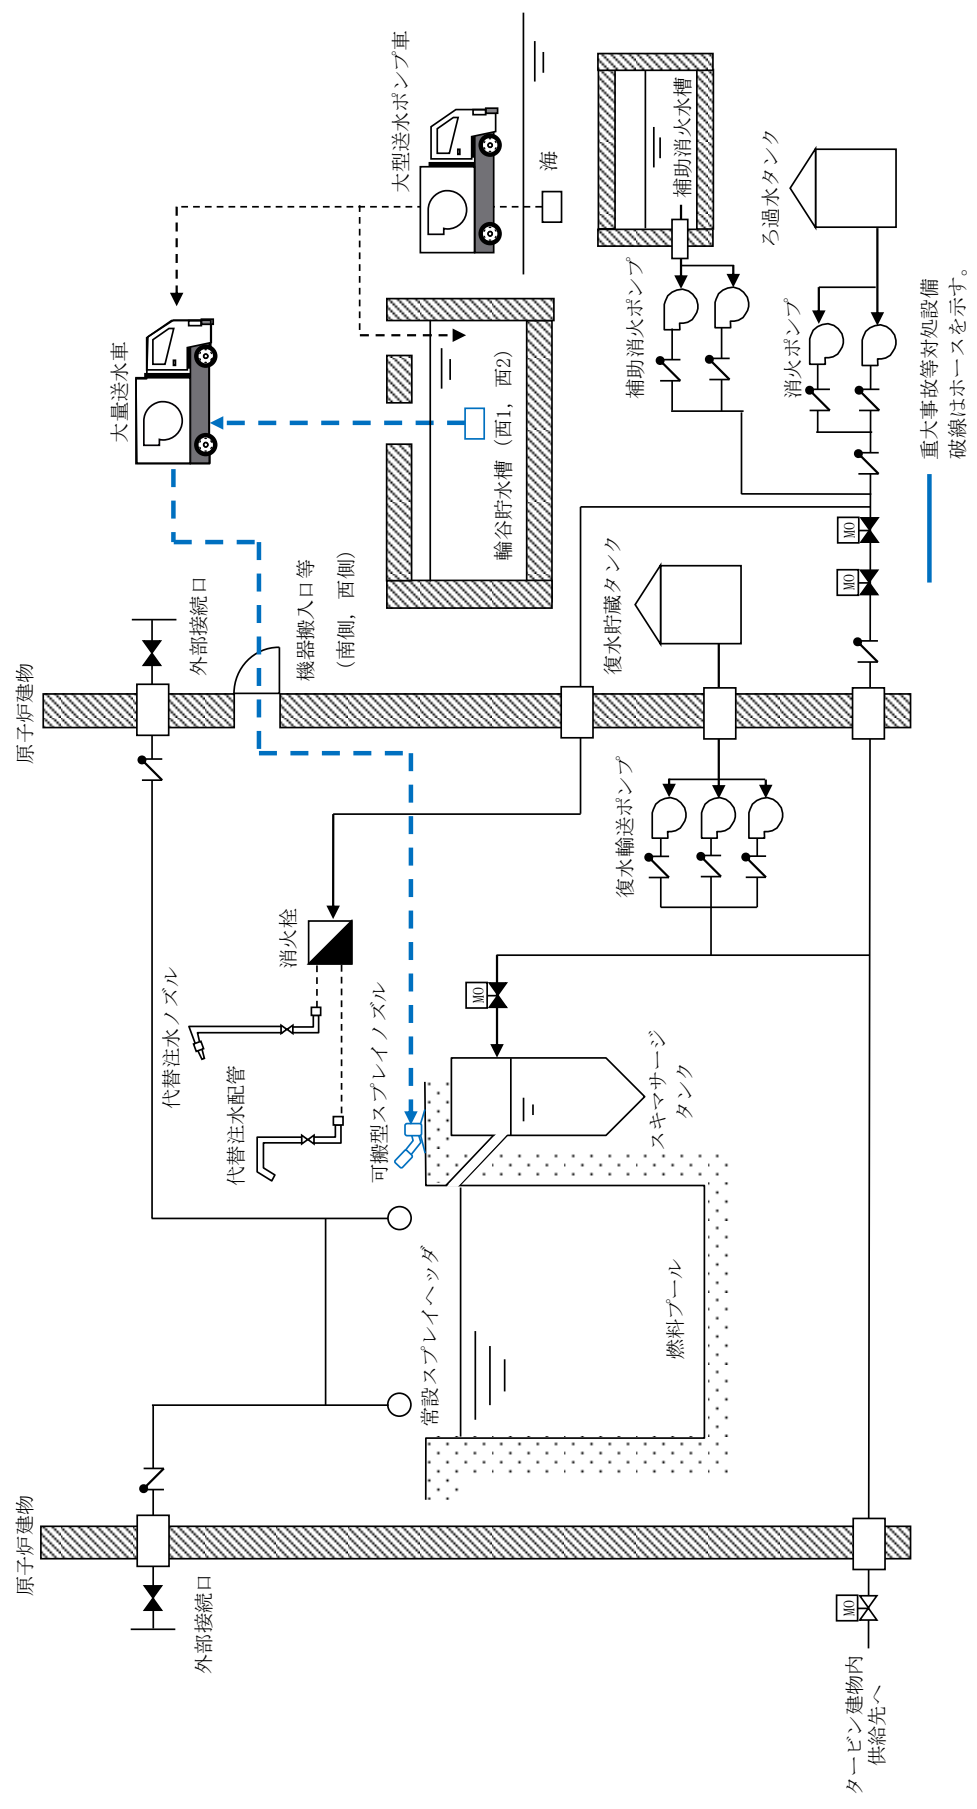 原子炉建物
外部接続口
タービン建物内
供給先へ
常設スプレイヘッダ
燃料プール
代替注水ノズル
代替注水配管
可搬型スプレイノズル
スキマサージ
タンク
消火栓
MO
復水輸送ポンプ
原子炉建物
外部接続口
機器搬入口等
（南側，西側）
復水貯蔵タンク
大量送水車
輪谷貯水槽（西1，西2）
大型送水ポンプ車
海
補助消火水槽
補助消火ポンプ
ろ過水タンク
消火ポンプ
MO
MO
MO
重大事故等対処設備
破線はホースを示す。